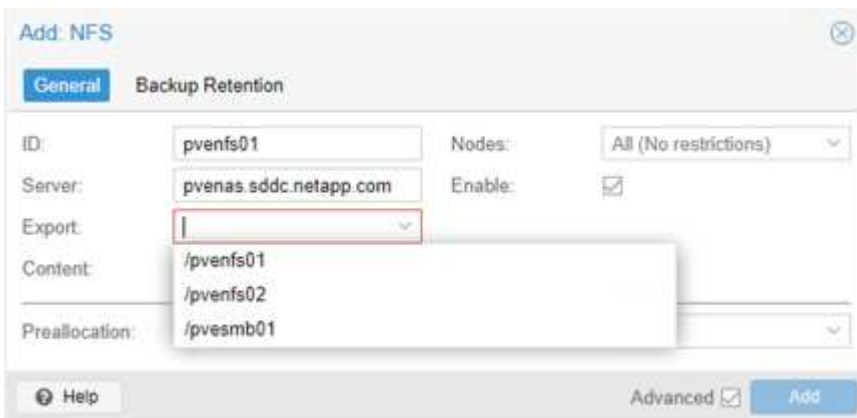 Add: NFS
General Backup Retention
ID: pvenfs01 Nodes: All (No restrictions)
Server: pvenas.sddc.netapp.com Enable:
Export:
/pvenfs01
Content:
/pvenfs02
/pvesmb01
Preallocation:
Help Advanced Add